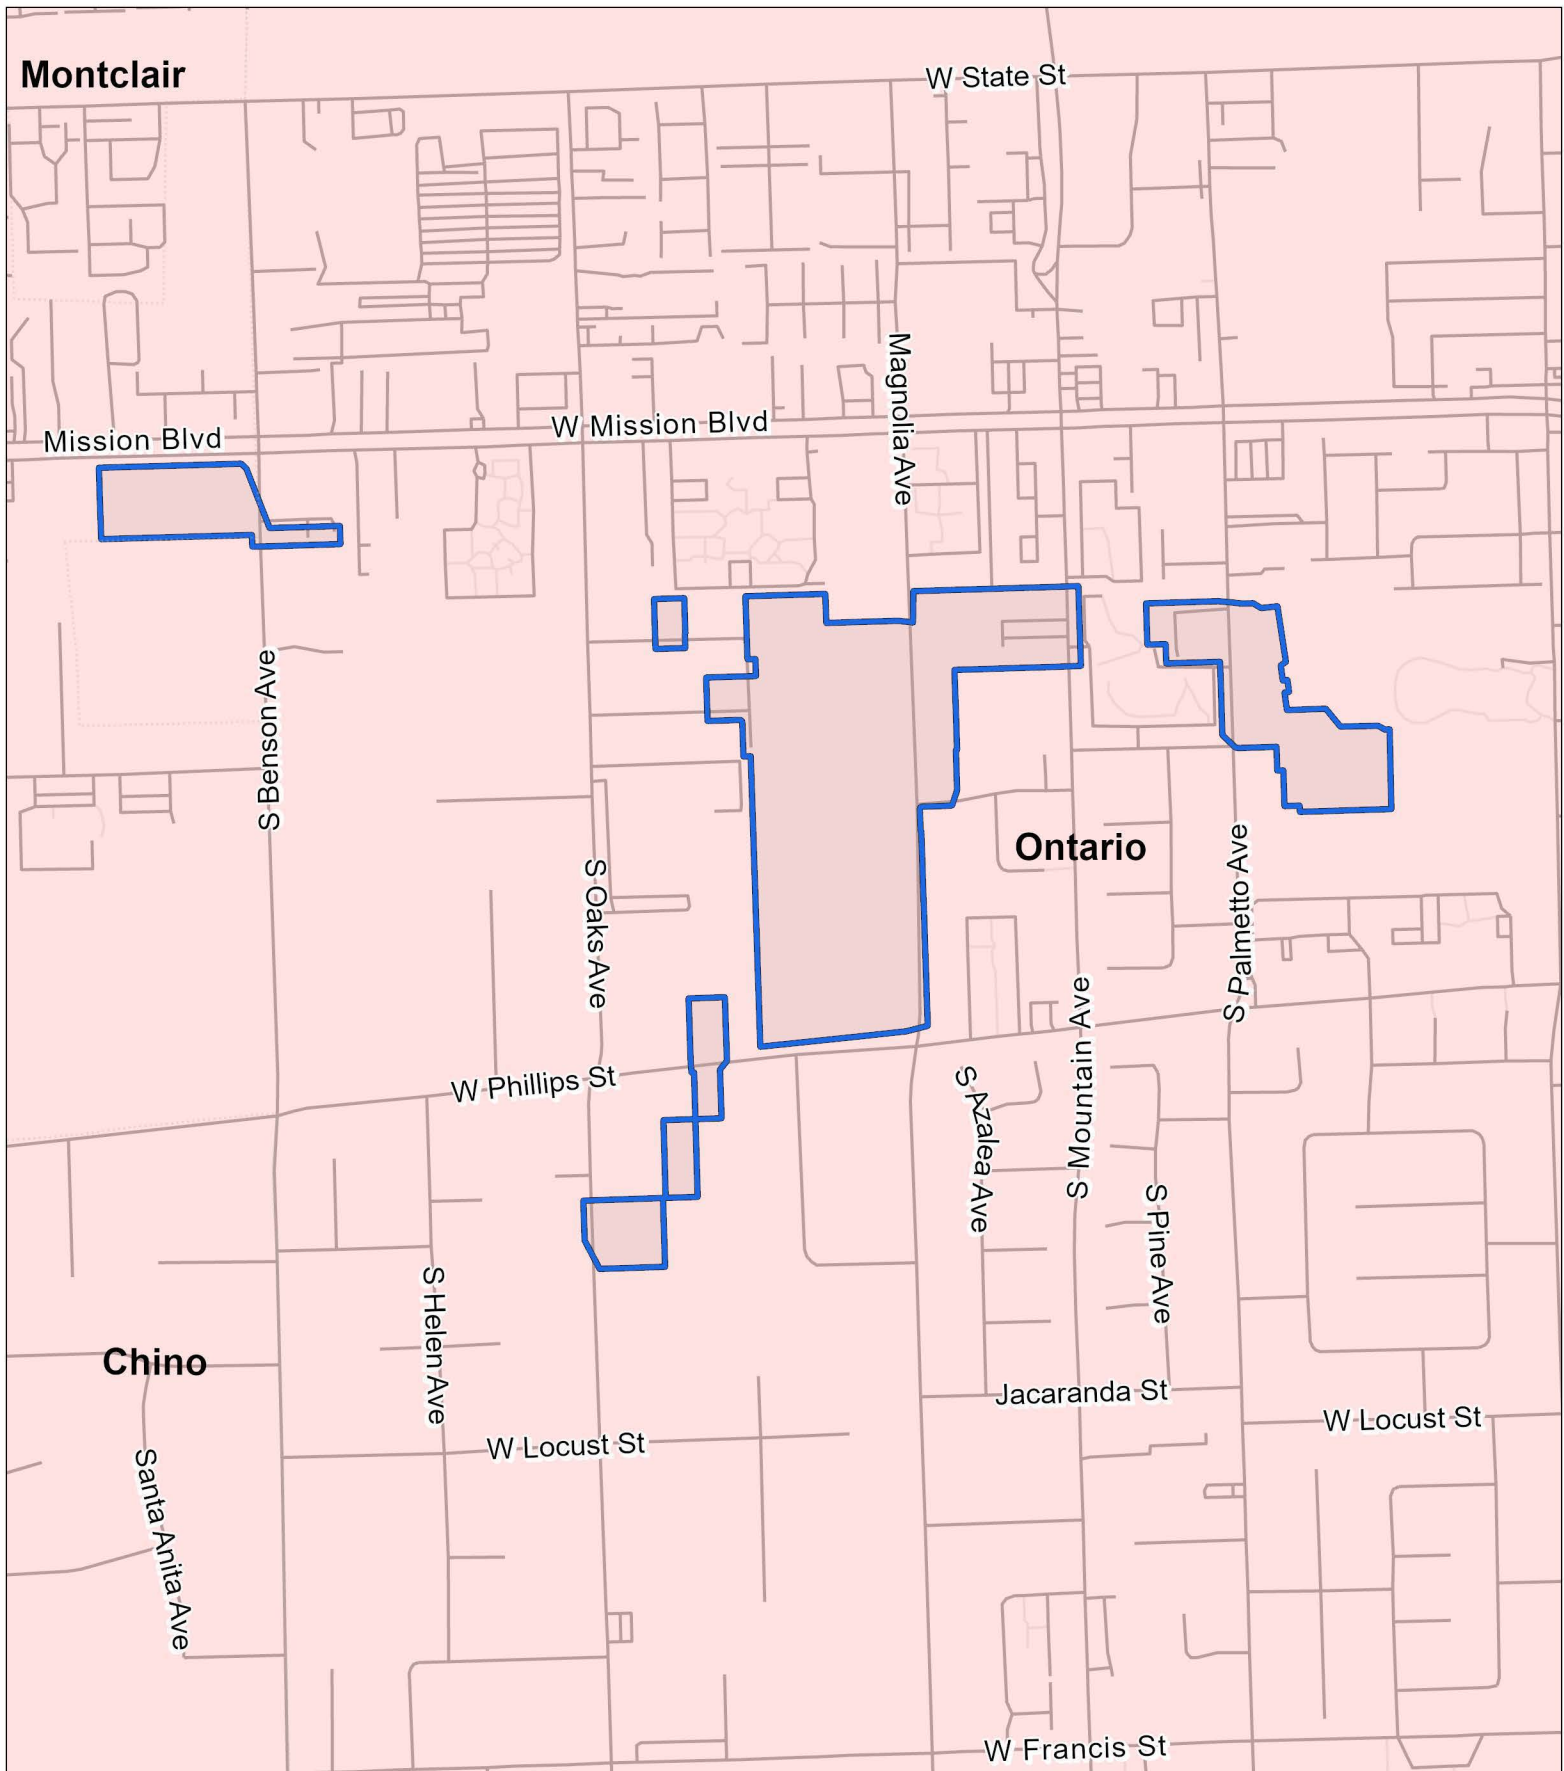 Montclair
W State St
Magnolia Ave
W Mission Blvd
Mission Blvd
S Benson Ave
Ontario
S Oaks Ave
S Palmetto Ave
S Mountain Ave
W Phillips St
S Azalea Ave
S Pine Ave
S Helen Ave
Chino
Jacaranda St
W Locust St
W Locust St
Santa Anita Ave
W Francis St